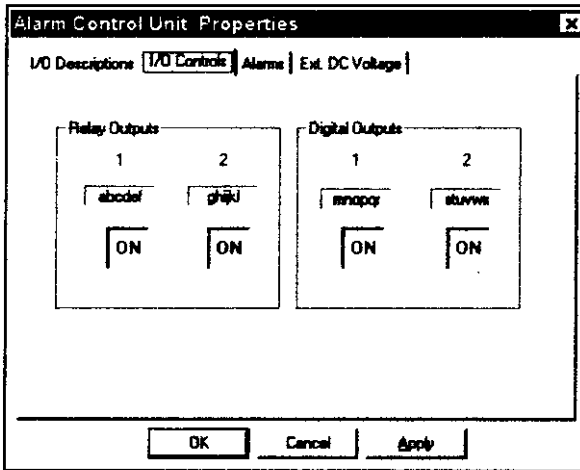 Alarm Control Unit Properties
I/O Descriptions I/O Controls Alarms Ext. DC Voltage
Relay Outputs Digital Outputs
1 2 1 2
abcdef ghijkl mnopqr stuvwx
ON ON ON ON
OK Cancel Apply